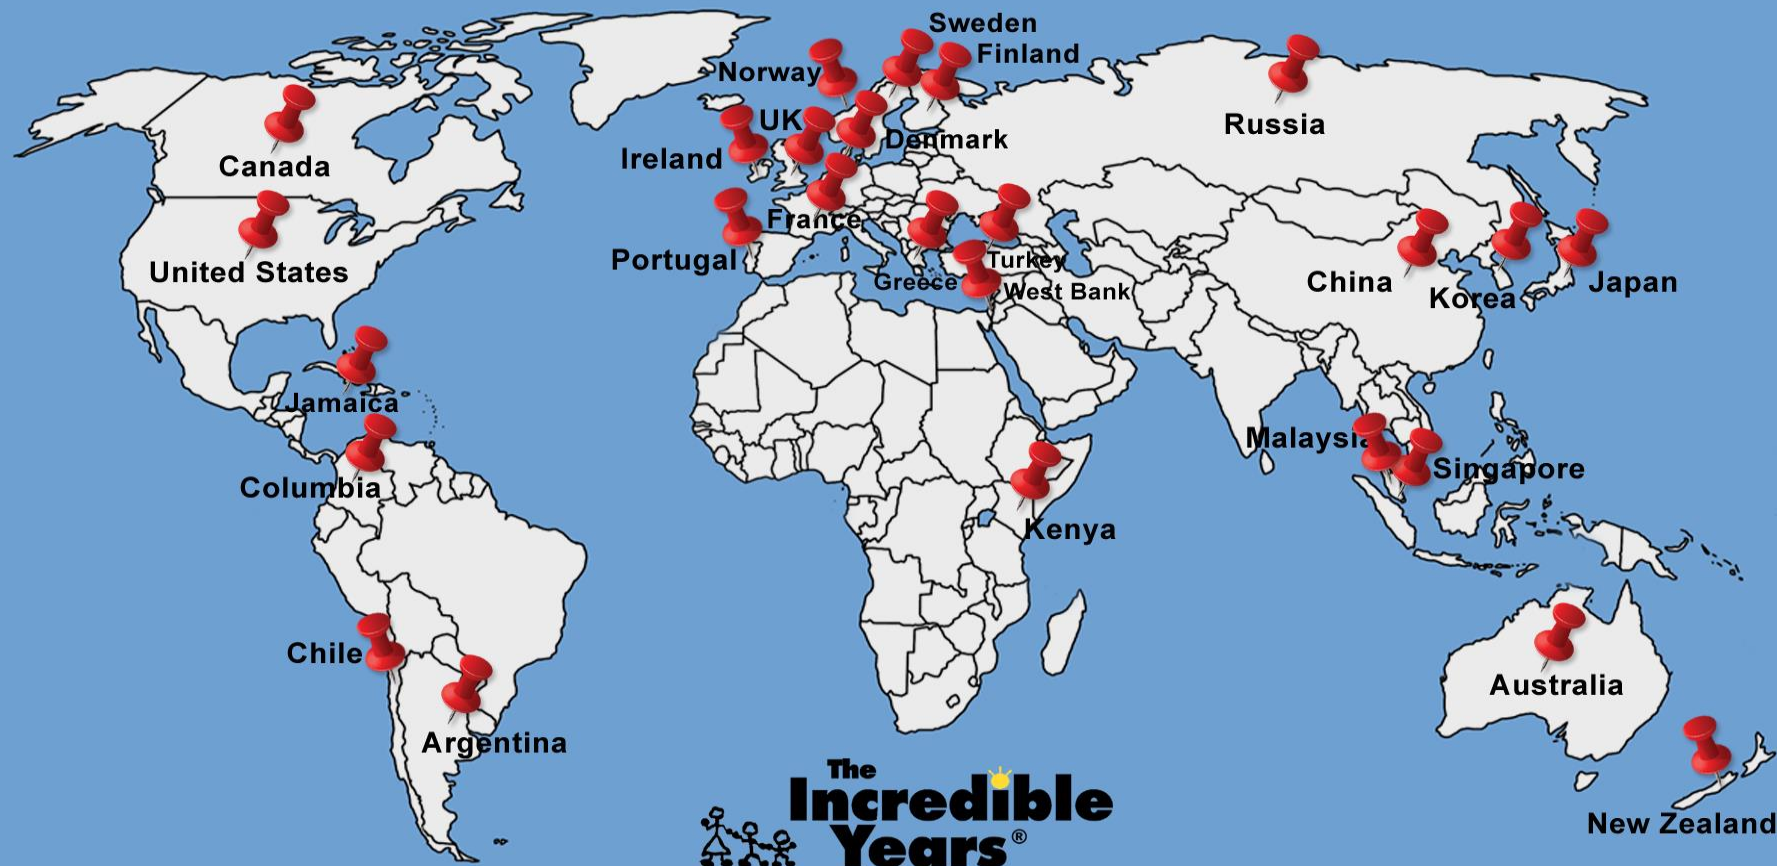 Sweden
Finland
Norway
Russia
UK
Denmark
Ireland
Canada
France
Portugal
Turkey
United States
Greece
West Bank
China
Korea
Japan
Jamaica
Malaysia
Singapore
Columbia
Kenya
Chile
Australia
Argentina
The
Incredible
Years®
New Zealand